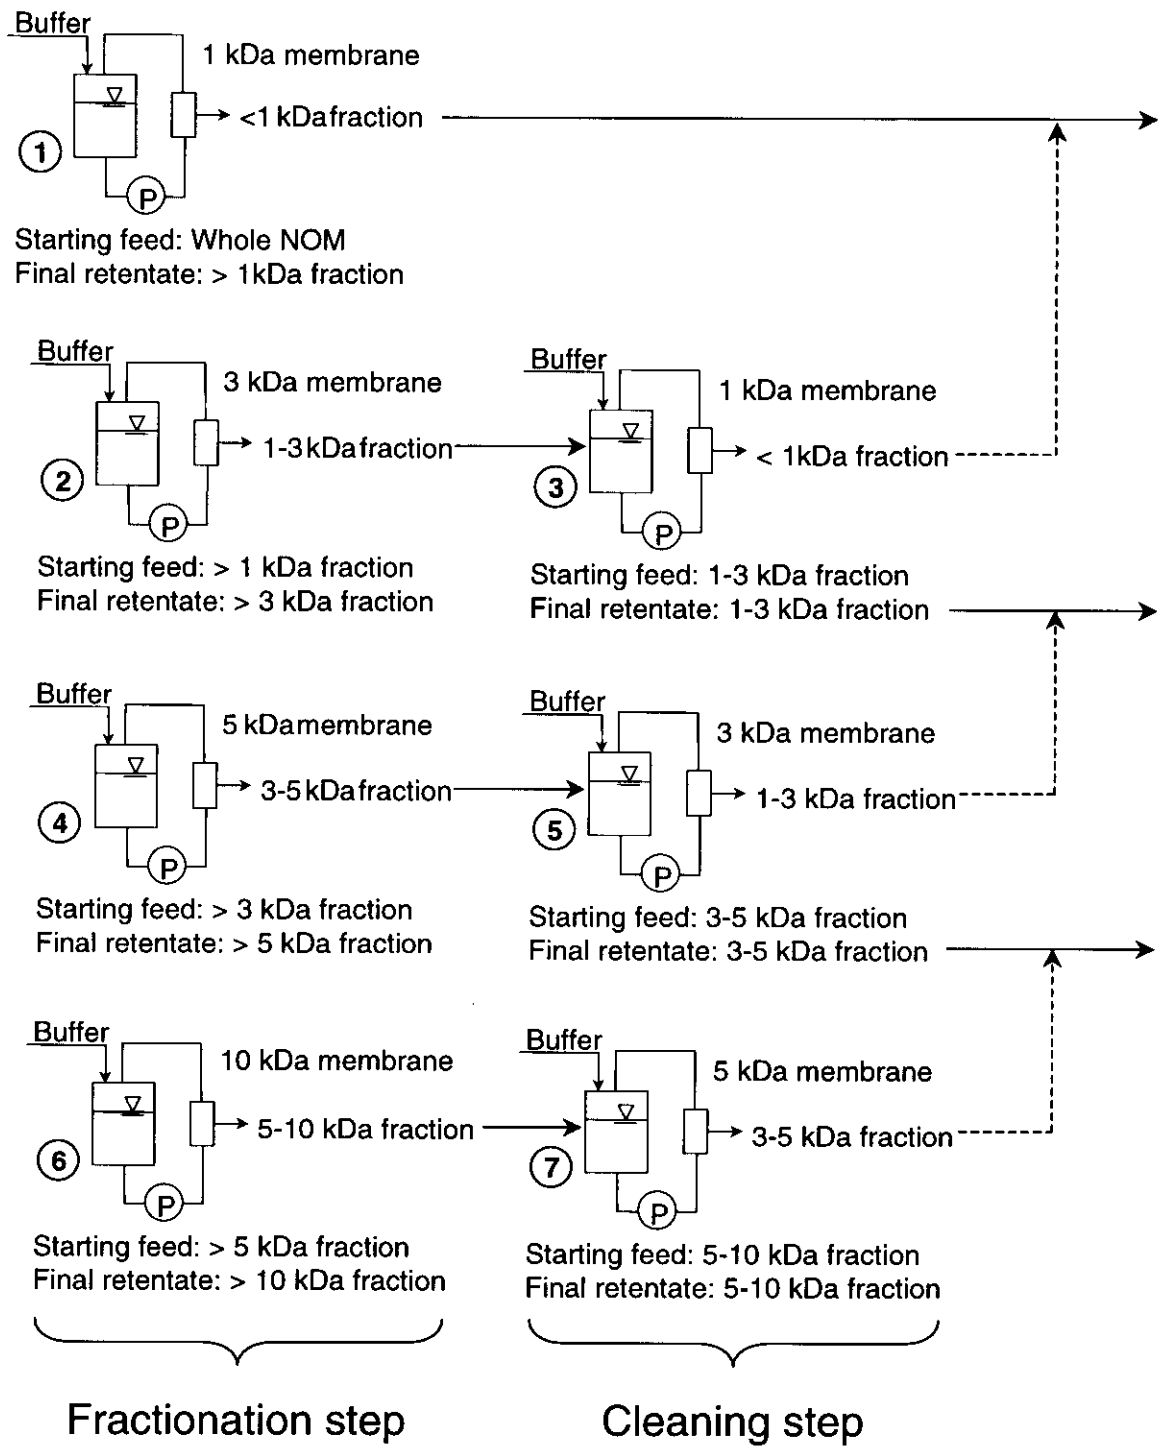 Buffer
1 kDa membrane
<1 kDa fraction
1
P
Starting feed: Whole NOM
Final retentate: > 1kDa fraction
Buffer
3 kDa membrane
1-3 kDa fraction
2
P
Starting feed: > 1 kDa fraction
Final retentate: > 3 kDa fraction
Buffer
1 kDa membrane
< 1kDa fraction
3
P
Starting feed: 1-3 kDa fraction
Final retentate: 1-3 kDa fraction
Buffer
5 kDa membrane
3-5 kDa fraction
4
P
Starting feed: > 3 kDa fraction
Final retentate: > 5 kDa fraction
Buffer
3 kDa membrane
1-3 kDa fraction
5
P
Starting feed: 3-5 kDa fraction
Final retentate: 3-5 kDa fraction
Buffer
10 kDa membrane
5-10 kDa fraction
6
P
Starting feed: > 5 kDa fraction
Final retentate: > 10 kDa fraction
Buffer
5 kDa membrane
3-5 kDa fraction
7
P
Starting feed: 5-10 kDa fraction
Final retentate: 5-10 kDa fraction
Fractionation step
Cleaning step